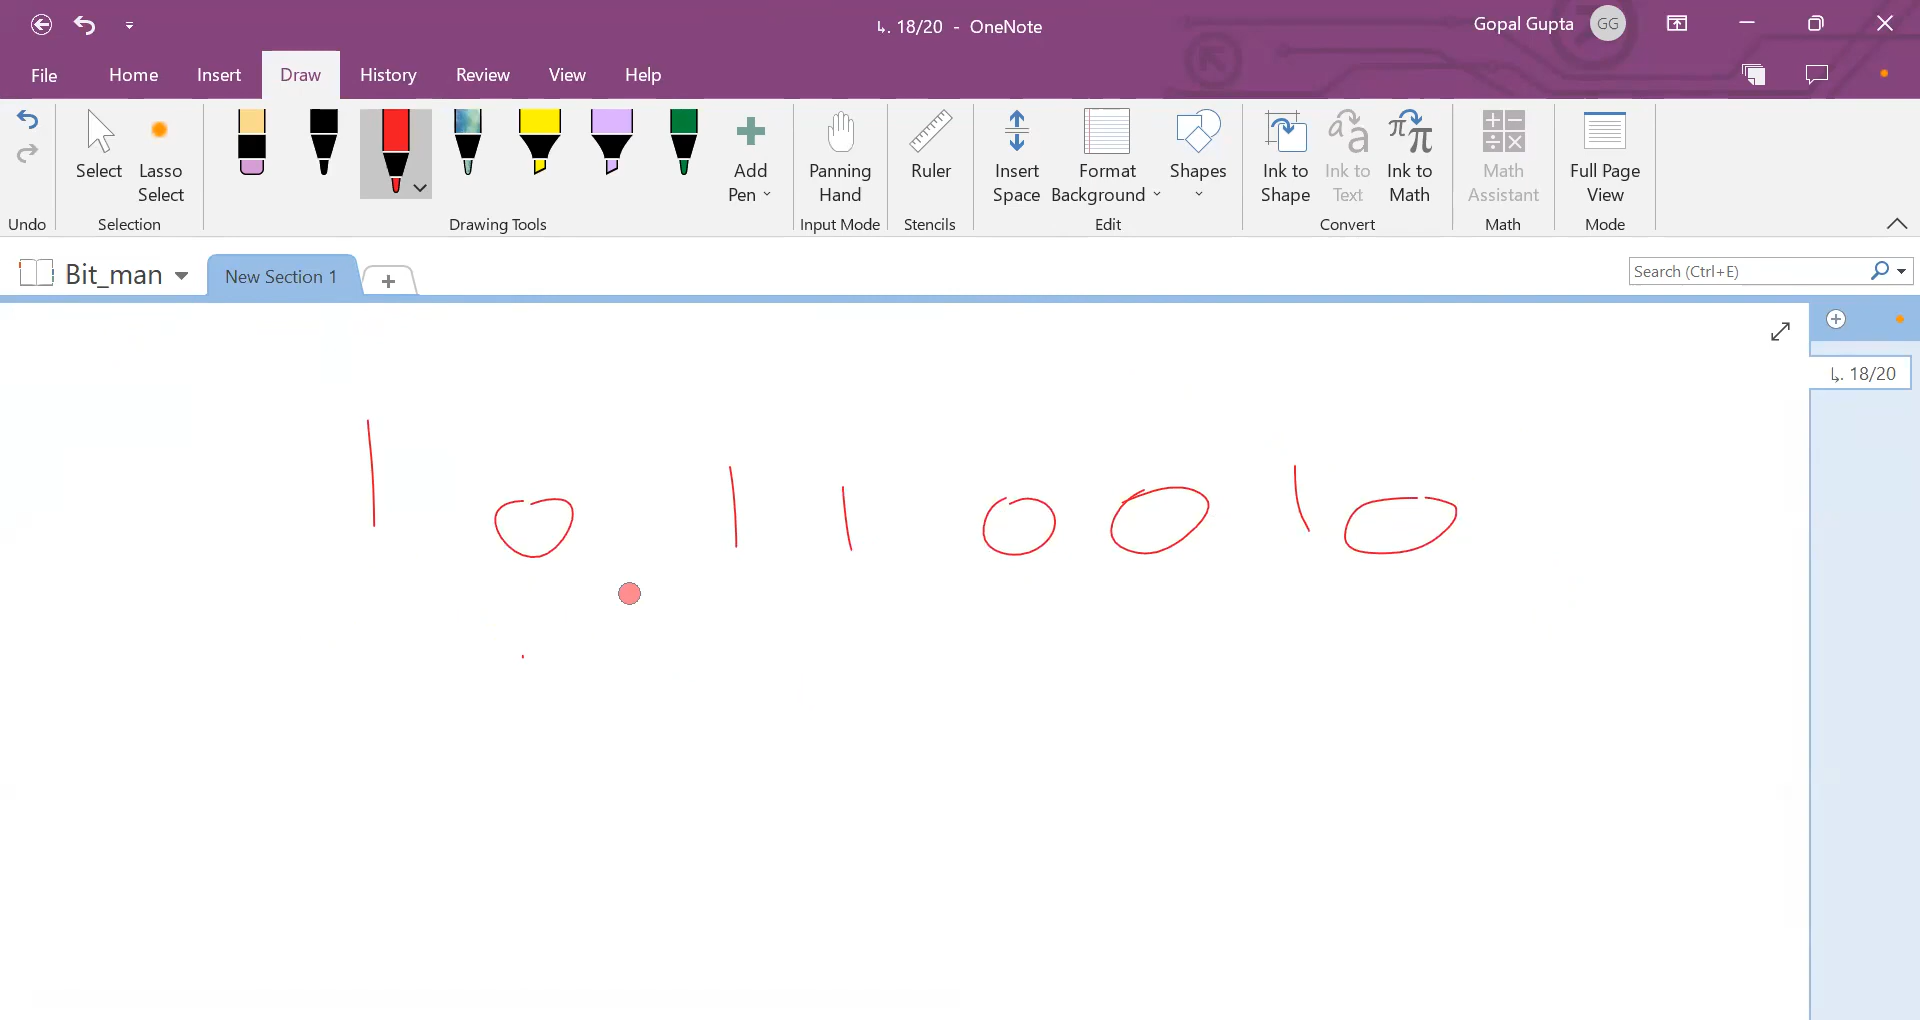 ﾳ. 18/20 - OneNote
Gopal Gupta
GG
File Home Insert Draw History Review View Help
Select
Lasso Select
Add Pen
Panning Hand
Ruler
Insert Space
Format Background
Shapes
Ink to Shape
Ink to Text
Ink to Math
Math Assistant
Full Page View
Undo
Selection
Drawing Tools
Input Mode
Stencils
Edit
Convert
Math
Mode
Bit_man
New Section 1
Search (Ctrl+E)
ﾳ. 18/20
1 0 1 1 0 0 1 0